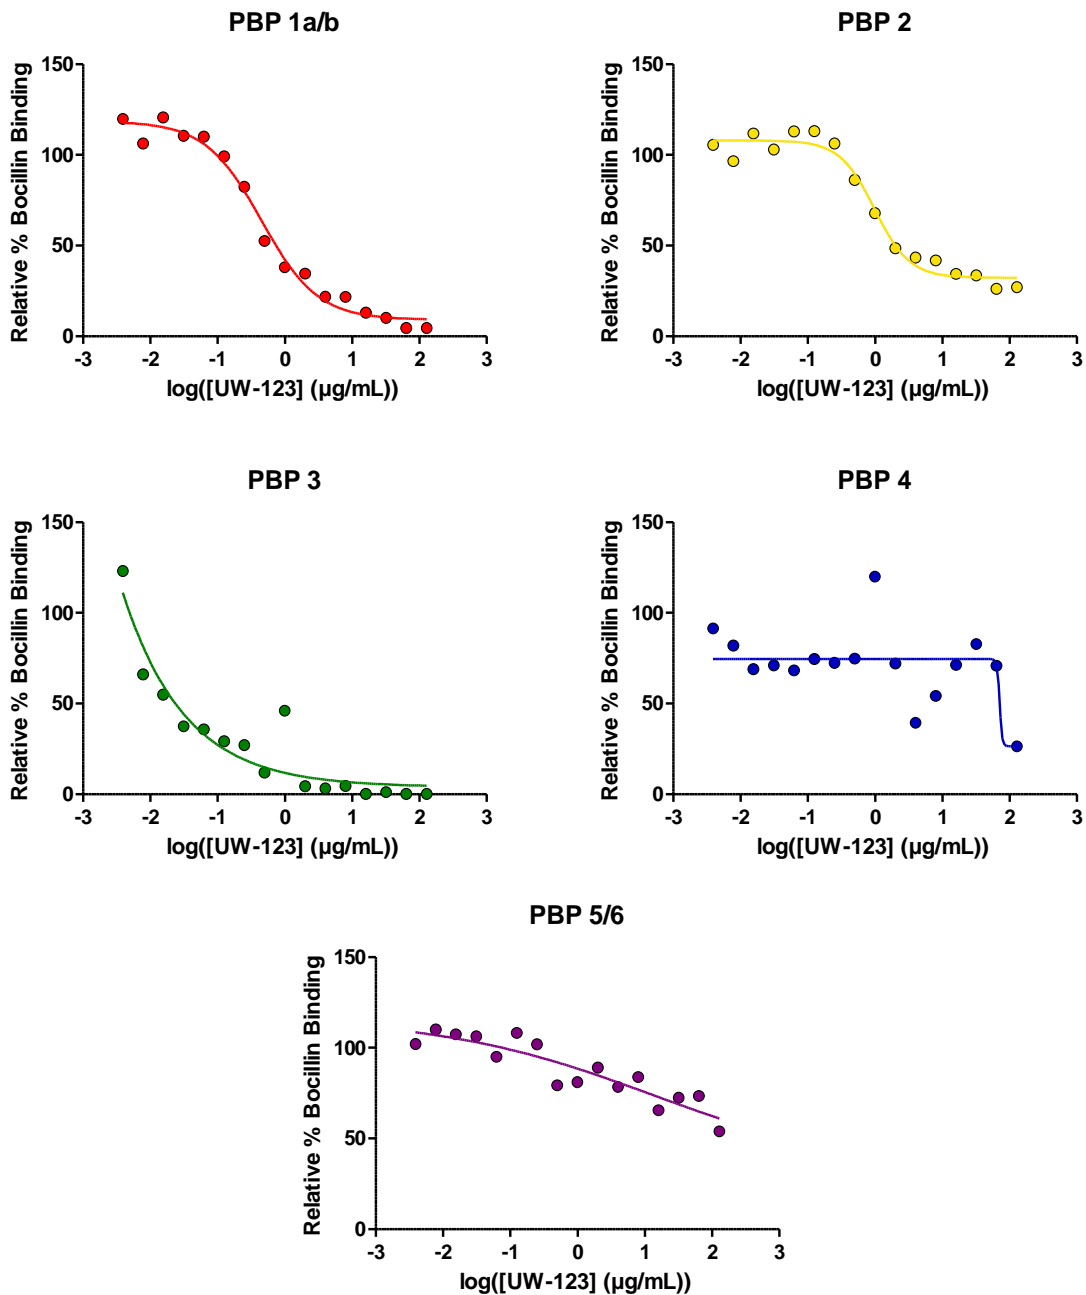 PBP 1a/b
Relative % Bocillin Binding
150
100
50
0
-3 -2 -1 0 1 2 3
log([UW-123] (µg/mL))
PBP 2
Relative % Bocillin Binding
150
100
50
0
-3 -2 -1 0 1 2 3
log([UW-123] (µg/mL))
PBP 3
Relative % Bocillin Binding
150
100
50
0
-3 -2 -1 0 1 2 3
log([UW-123] (µg/mL))
PBP 4
Relative % Bocillin Binding
150
100
50
0
-3 -2 -1 0 1 2 3
log([UW-123] (µg/mL))
PBP 5/6
Relative % Bocillin Binding
150
100
50
0
-3 -2 -1 0 1 2 3
log([UW-123] (µg/mL))